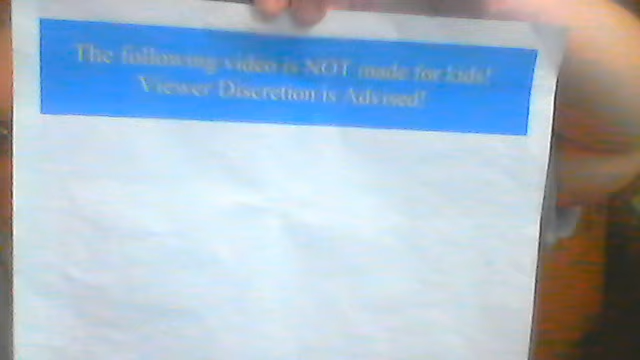 The following video is NOT made for kids!
Viewer Discretion is Advised!